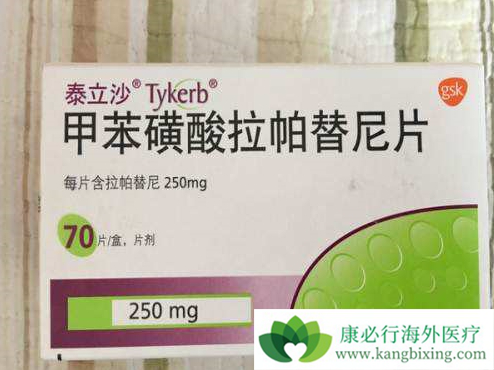 泰立沙® Tykerb®
gsk
甲苯磺酸拉帕替尼片
每片含拉帕替尼 250mg
70片/盒，片剂
250 mg
康必行海外医疗
www.kangbixing.com